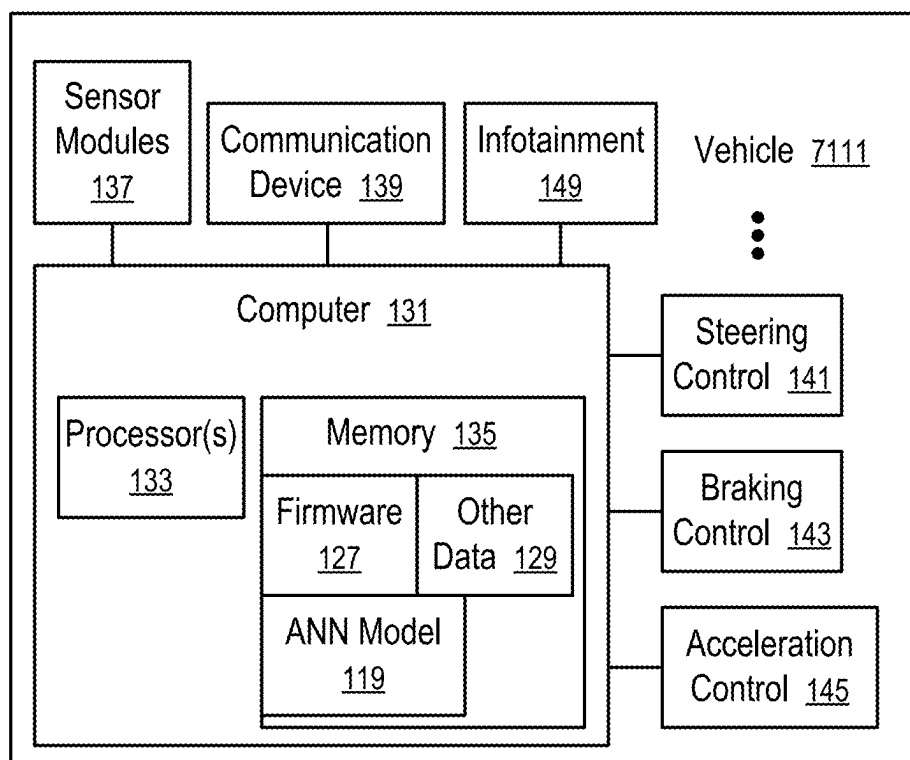 Sensor
Modules
137
Communication
Device 139
Infotainment
149
Vehicle 7111
Computer 131
Steering
Control 141
Processor(s)
133
Memory 135
Firmware
127
Other
Data 129
Braking
Control 143
ANN Model
119
Acceleration
Control 145